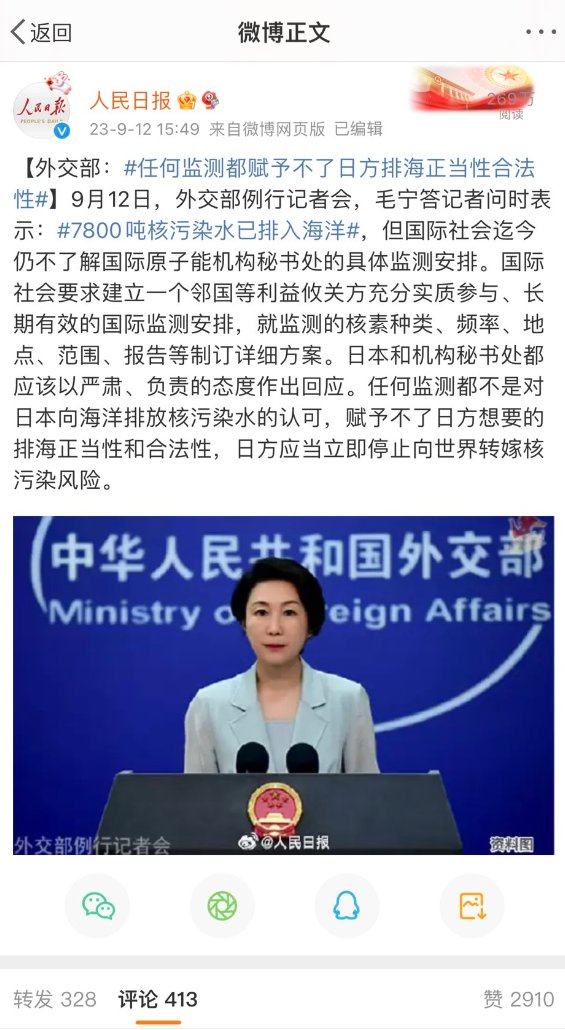 返回
微博正文
人民日报
PEOPLE'S DAILY
人民日报
269万
阅读
23-9-12 15:49 来自微博网页版 已编辑
【外交部：#任何监测都赋予不了日方排海正当性合法
性#】9月12日，外交部例行记者会，毛宁答记者问时表
示：#7800吨核污染水已排入海洋#，但国际社会迄今
仍不了解国际原子能机构秘书处的具体监测安排。国际
社会要求建立一个邻国等利益攸关方充分实质参与、长
期有效的国际监测安排，就监测的核素种类、频率、地
点、范围、报告等制订详细方案。日本和机构秘书处都
应该以严肃、负责的态度作出回应。任何监测都不是对
日本向海洋排放核污染水的认可，赋予不了日方想要的
排海正当性和合法性，日方应当立即停止向世界转嫁核
污染风险。
中华人民共和国外交部
Ministry o reign Affairs
外交部例行记者会
@人民日报
资料图
转发 328 评论 413 赞 2910